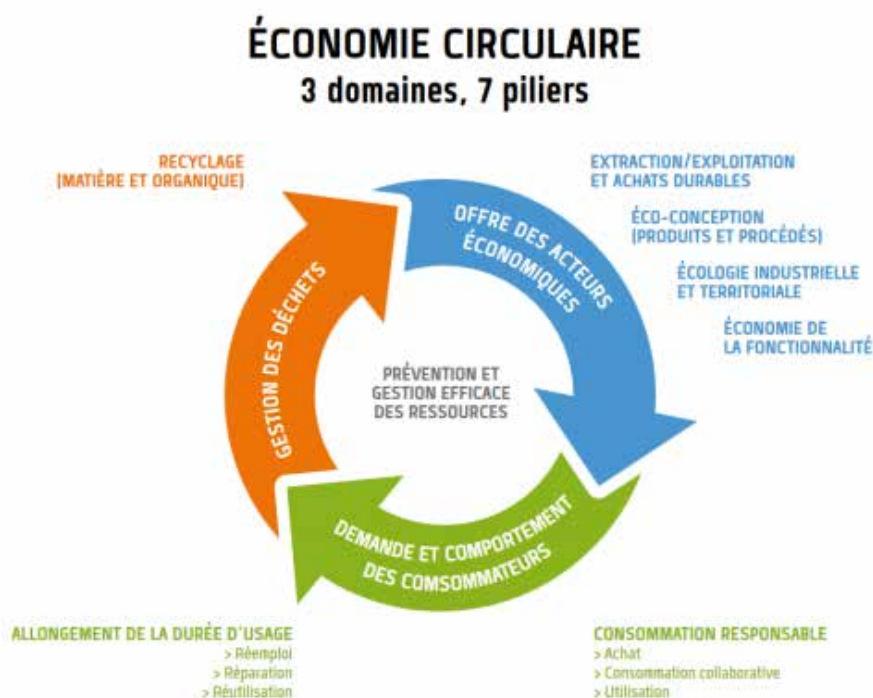 ÉCONOMIE CIRCULAIRE
3 domaines, 7 piliers
RECYCLAGE
(MATIÈRE ET ORGANIQUE)
EXTRACTION/EXPLOITATION
ET ACHATS DURABLES
ÉCO-CONCEPTION
(PRODUITS ET PROCÉDÉS)
ÉCOLOGIE INDUSTRIELLE
ET TERRITORIALE
ÉCONOMIE DE
LA FONCTIONNALITÉ
OFFRE DES ACTEURS
ÉCONOMIQUES
GESTION DES DÉCHETS
PRÉVENTION ET
GESTION EFFICACE
DES RESSOURCES
DEMANDE ET COMPORTEMENT
DES COMSOMMATEURS
ALLONGEMENT DE LA DURÉE D'USAGE
> Réemploi
> Réparation
> Réutilisation
CONSOMMATION RESPONSABLE
> Achat
> Consommation collaborative
> Utilisation